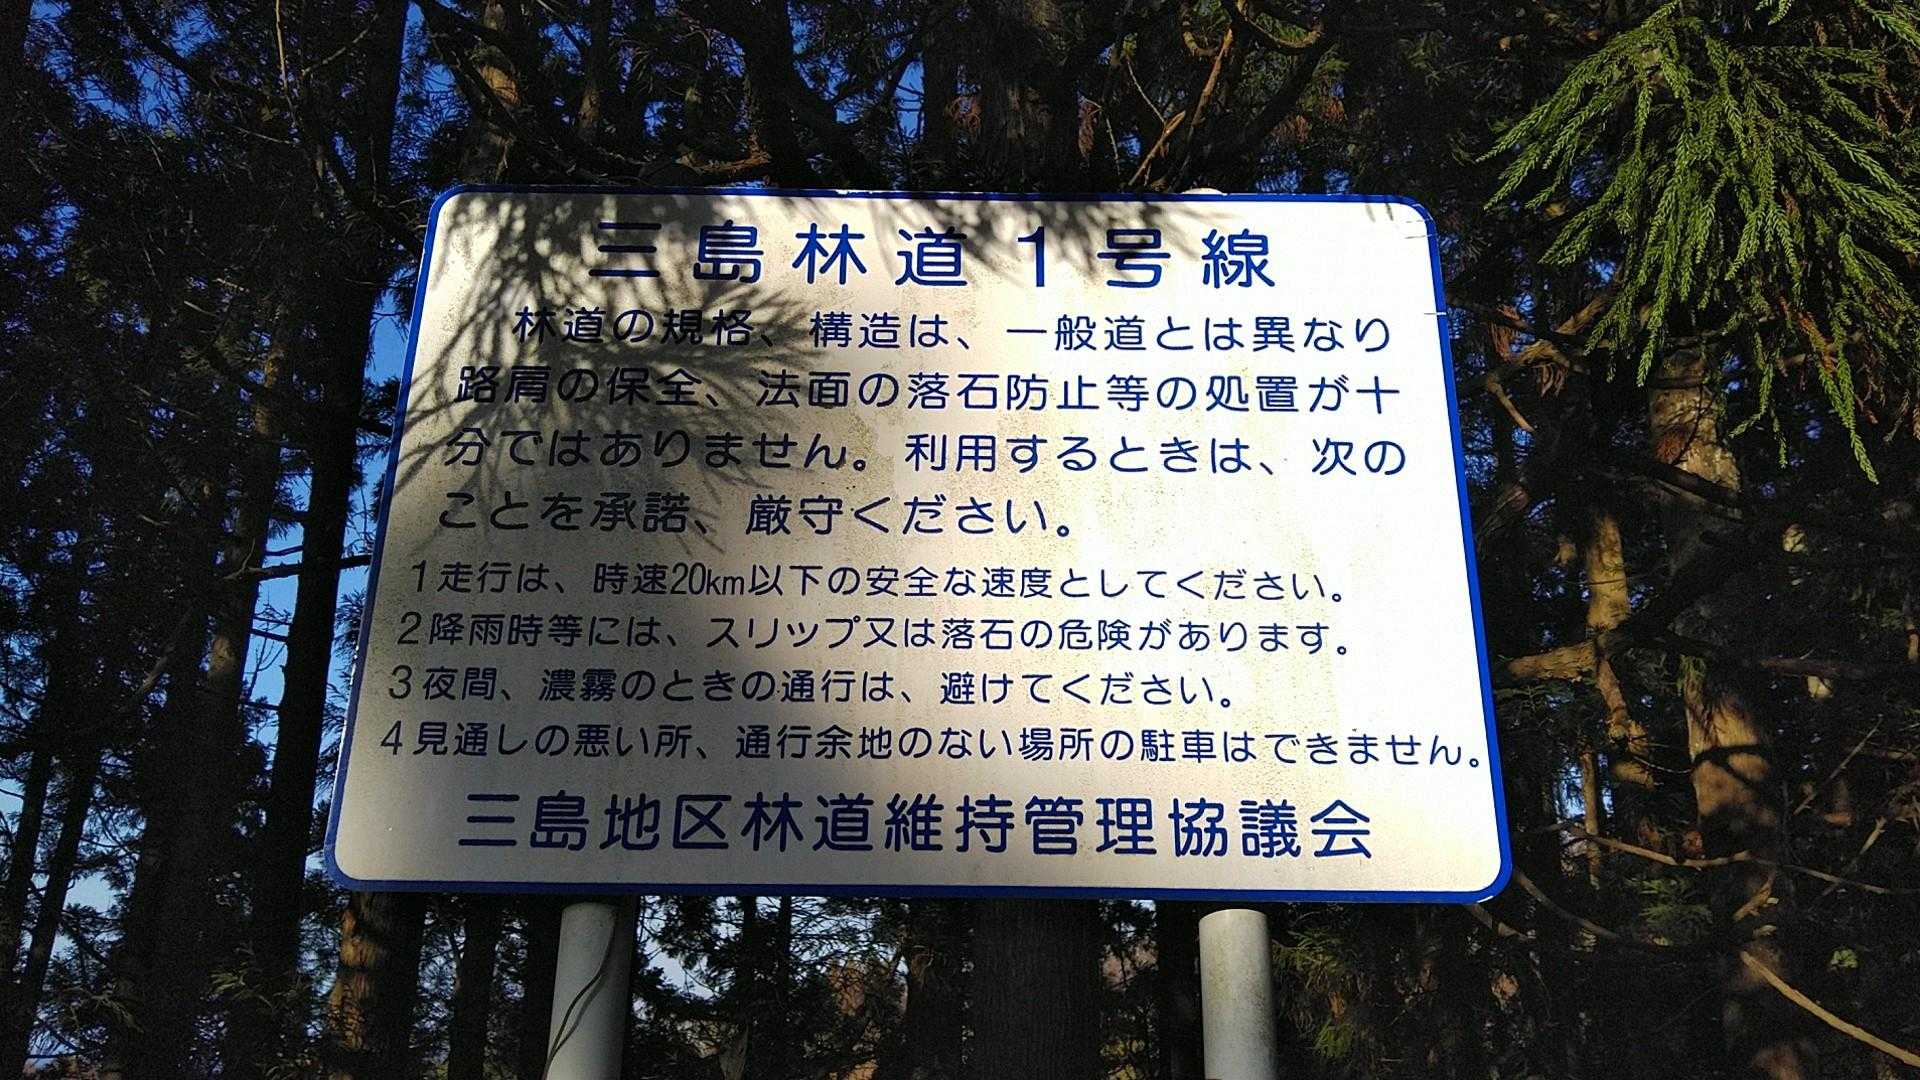 三島林道1号線
林道の規格、構造は、一般道とは異なり
路肩の保全、法面の落石防止等の処置が十
分ではありません。利用するときは、次の
ことを承諾、厳守ください。
1走行は、時速20km以下の安全な速度としてください。
2降雨時等には、スリップ又は落石の危険があります。
3夜間、濃霧のときの通行は、避けてください。
4見通しの悪い所、通行余地のない場所の駐車はできません。
三島地区林道維持管理協議会